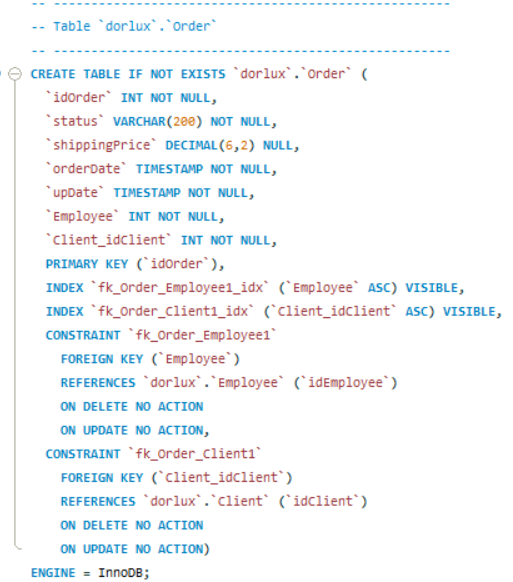 -- -----------------------------------------------------
-- Table `dorlux`.`Order`
-- -----------------------------------------------------
CREATE TABLE IF NOT EXISTS `dorlux`.`Order` (
`idOrder` INT NOT NULL,
`status` VARCHAR(200) NOT NULL,
`shippingPrice` DECIMAL(6,2) NULL,
`orderDate` TIMESTAMP NOT NULL,
`upDate` TIMESTAMP NOT NULL,
`Employee` INT NOT NULL,
`Client_idClient` INT NOT NULL,
PRIMARY KEY (`idOrder`),
INDEX `fk_Order_Employee1_idx` (`Employee` ASC) VISIBLE,
INDEX `fk_Order_Client1_idx` (`Client_idClient` ASC) VISIBLE,
CONSTRAINT `fk_Order_Employee1`
FOREIGN KEY (`Employee`)
REFERENCES `dorlux`.`Employee` (`idEmployee`)
ON DELETE NO ACTION
ON UPDATE NO ACTION,
CONSTRAINT `fk_Order_Client1`
FOREIGN KEY (`Client_idClient`)
REFERENCES `dorlux`.`Client` (`idClient`)
ON DELETE NO ACTION
ON UPDATE NO ACTION)
ENGINE = InnoDB;